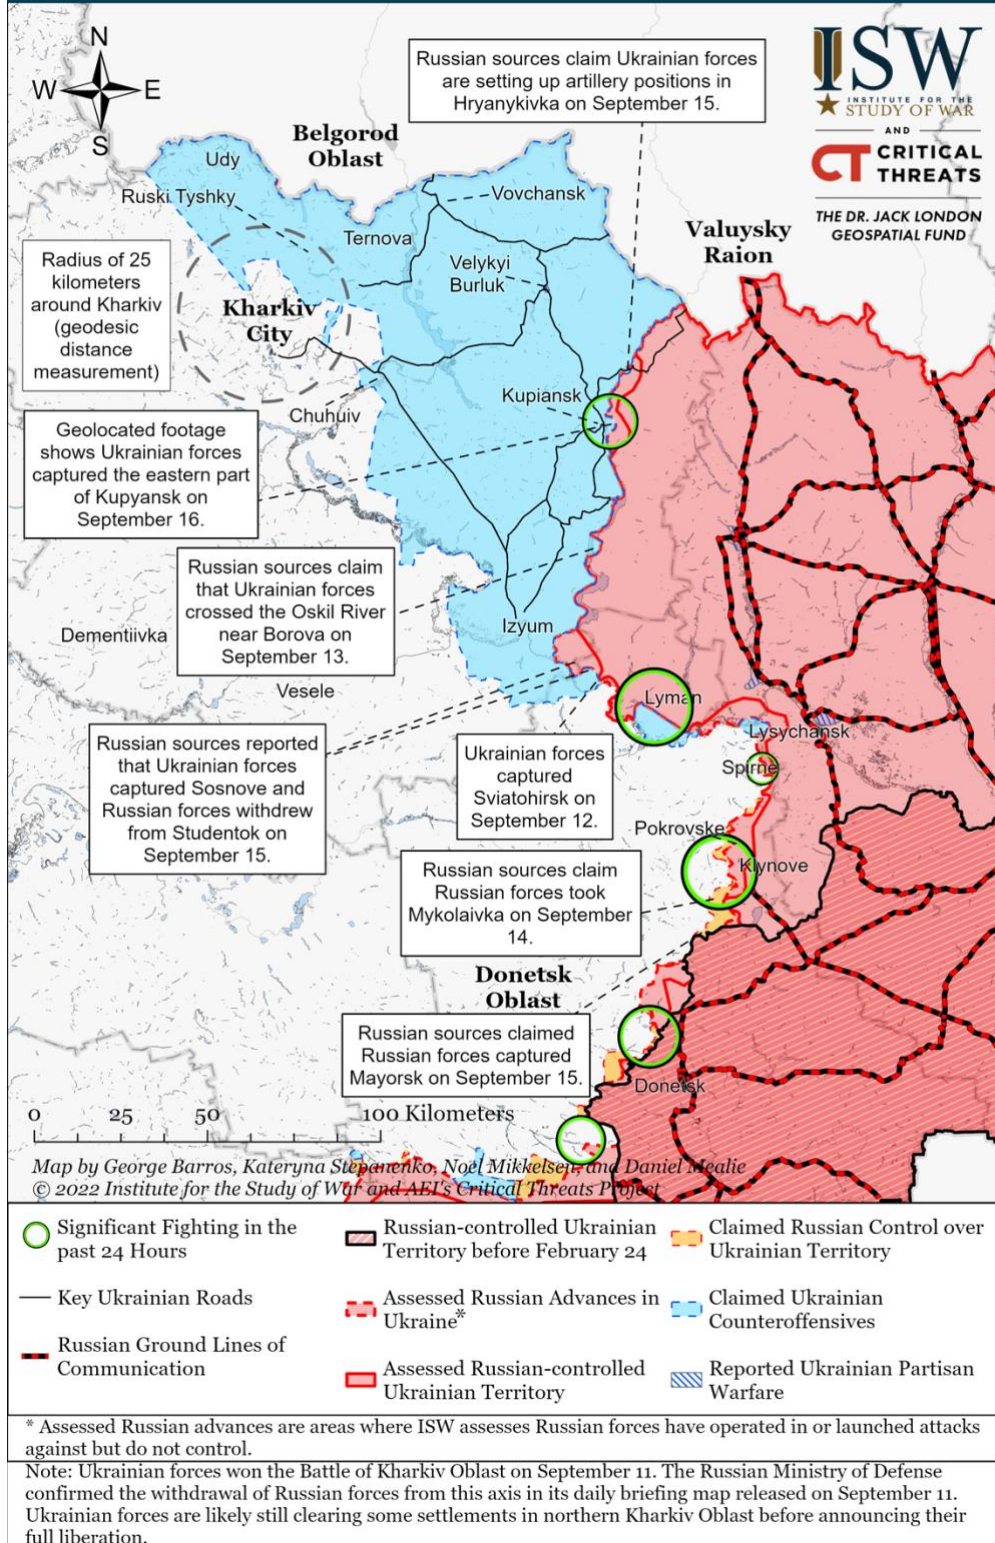 N
W
E
S
Russian sources claim Ukrainian forces
are setting up artillery positions in
Hryanykivka on September 15.
ISW
INSTITUTE FOR THE
STUDY OF WAR
AND
CT CRITICAL
THREATS
THE DR. JACK LONDON
GEOSPATIAL FUND
Belgorod
Oblast
Udy
Ruski Tyshky
Vovchansk
Ternova
Valuysky
Raion
Velykyi
Burluk
Radius of 25
kilometers
around Kharkiv
(geodesic
distance
measurement)
Kharkiv
City
Kupiansk
Chuhuiv
Geolocated footage
shows Ukrainian forces
captured the eastern part
of Kupyansk on
September 16.
Russian sources claim
that Ukrainian forces
crossed the Oskil River
near Borova on
September 13.
Izyum
Dementiivka
Vesele
Lyman
Russian sources reported
that Ukrainian forces
captured Sosnove and
Russian forces withdrew
from Studentok on
September 15.
Ukrainian forces
captured
Sviatohirsk on
September 12.
Lysychansk
Spirne
Pokrovske
Klynove
Russian sources claim
Russian forces took
Mykolaivka on September
14.
Donetsk
Oblast
Russian sources claimed
Russian forces captured
Mayorsk on September 15.
Donetsk
0 25 50 100 Kilometers
Map by George Barros, Kateryna Stepanenko, Noel Mikkelsen, and Daniel Mealie
© 2022 Institute for the Study of War and AEI's Critical Threats Project
Significant Fighting in the
past 24 Hours
Key Ukrainian Roads
Russian Ground Lines of
Communication
Russian-controlled Ukrainian
Territory before February 24
Assessed Russian Advances in
Ukraine*
Assessed Russian-controlled
Ukrainian Territory
Claimed Russian Control over
Ukrainian Territory
Claimed Ukrainian
Counteroffensives
Reported Ukrainian Partisan
Warfare
* Assessed Russian advances are areas where ISW assesses Russian forces have operated in or launched attacks
against but do not control.
Note: Ukrainian forces won the Battle of Kharkiv Oblast on September 11. The Russian Ministry of Defense
confirmed the withdrawal of Russian forces from this axis in its daily briefing map released on September 11.
Ukrainian forces are likely still clearing some settlements in northern Kharkiv Oblast before announcing their
full liberation.